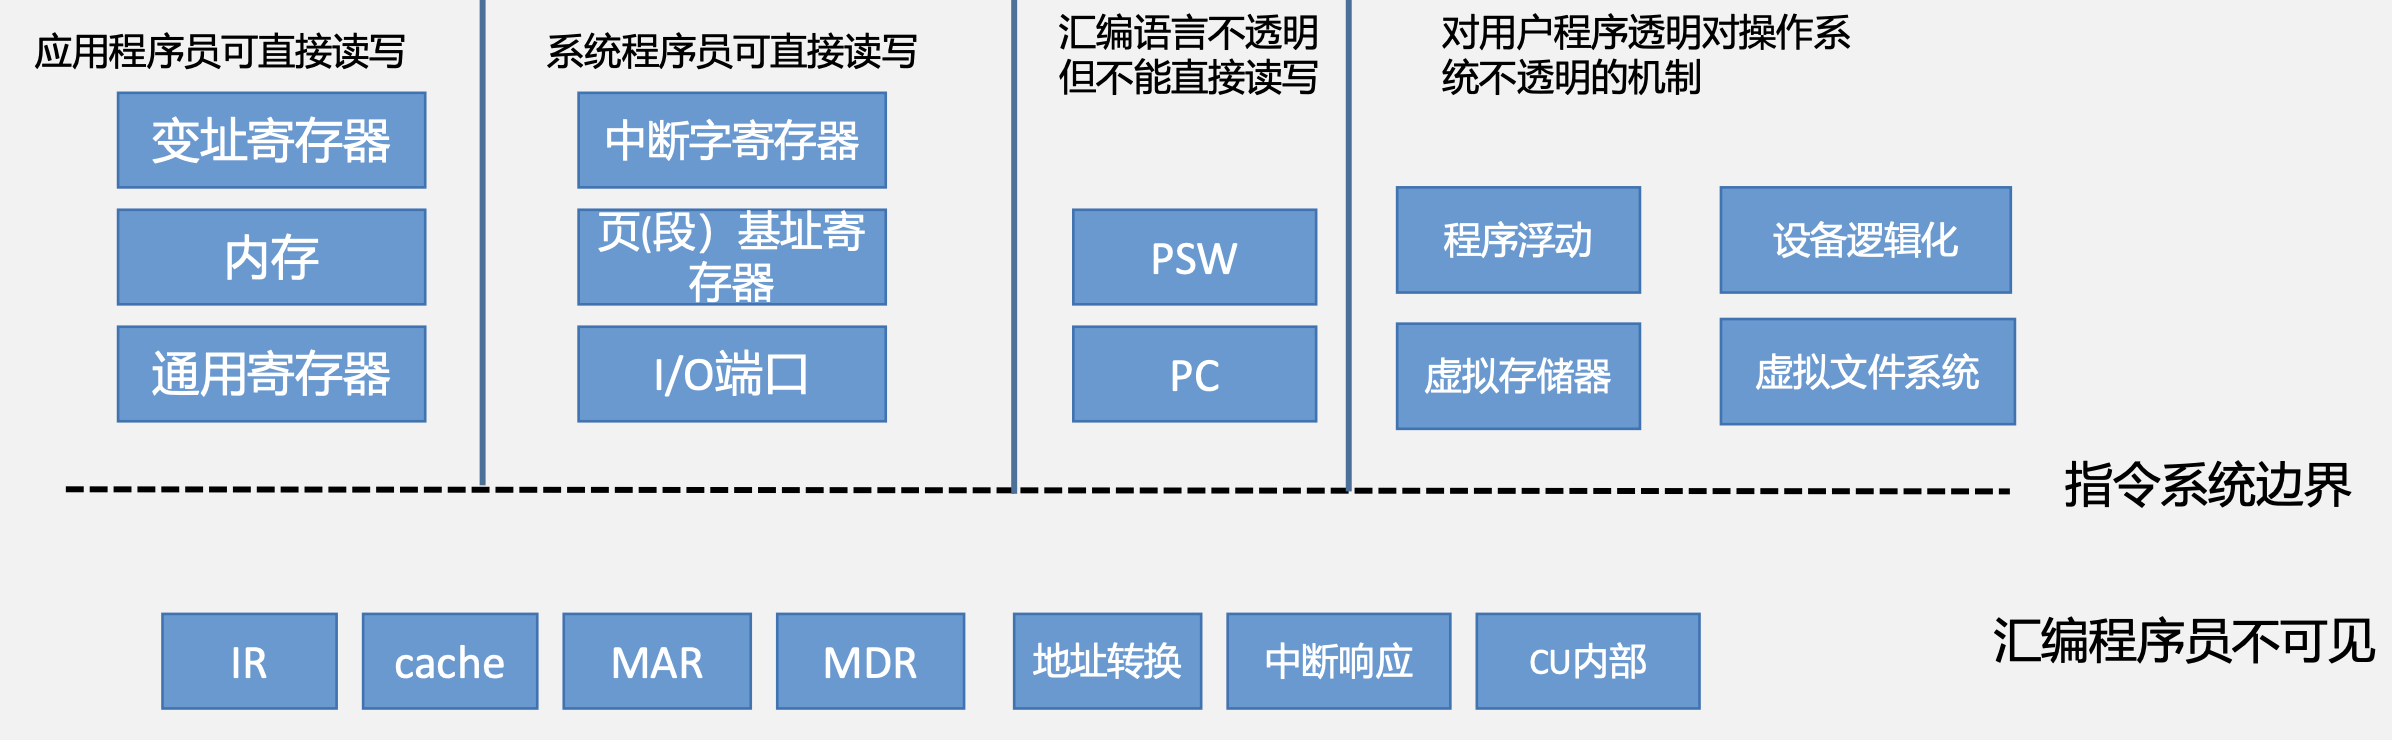 应用程序员可直接读写
变址寄存器
内存
通用寄存器
系统程序员可直接读写
中断字寄存器
页(段）基址寄
存器
I/O端口
汇编语言不透明
但不能直接读写
PSW
PC
对用户程序透明对操作系
统不透明的机制
程序浮动
设备逻辑化
虚拟存储器
虚拟文件系统
指令系统边界
IR
cache
MAR
MDR
地址转换
中断响应
CU内部
汇编程序员不可见